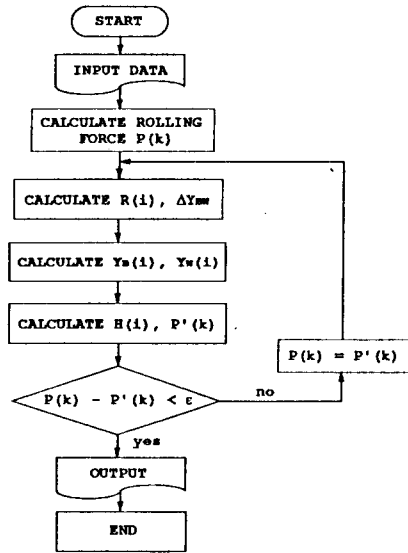 START
INPUT DATA
CALCULATE ROLLING
FORCE P(k)
CALCULATE R(i), ΔYmw
CALCULATE Ym(i), Yw(i)
CALCULATE H(i), P'(k)
P(k) = P'(k)
P(k) - P'(k) < ε
no
yes
OUTPUT
END